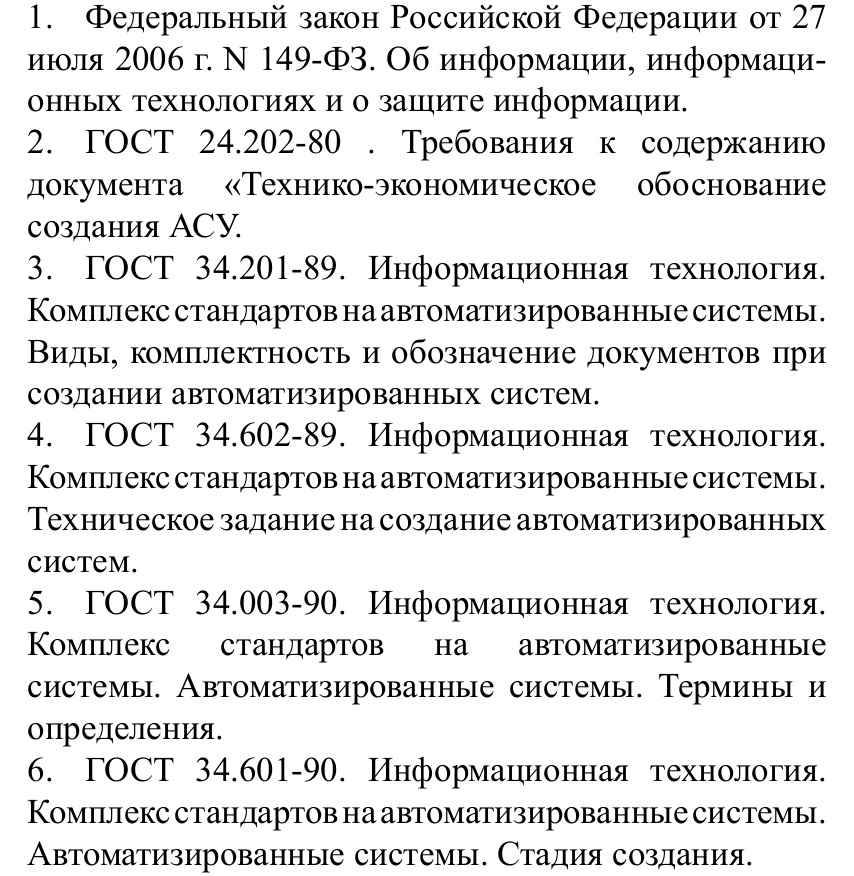 1. Федеральный закон Российской Федерации от 27
июля 2006 г. N 149-ФЗ. Об информации, информаци-
онных технологиях и о защите информации.
2. ГОСТ 24.202-80 . Требования к содержанию
документа «Технико-экономическое обоснование
создания АСУ.
3. ГОСТ 34.201-89. Информационная технология.
Комплекс стандартов на автоматизированные системы.
Виды, комплектность и обозначение документов при
создании автоматизированных систем.
4. ГОСТ 34.602-89. Информационная технология.
Комплекс стандартов на автоматизированные системы.
Техническое задание на создание автоматизированных
систем.
5. ГОСТ 34.003-90. Информационная технология.
Комплекс стандартов на автоматизированные
системы. Автоматизированные системы. Термины и
определения.
6. ГОСТ 34.601-90. Информационная технология.
Комплекс стандартов на автоматизированные системы.
Автоматизированные системы. Стадия создания.